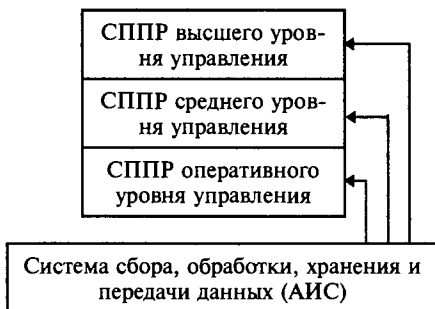 СППР высшего уров-
ня управления
СППР среднего уров-
ня управления
СППР оперативного
уровня управления
Система сбора, обработки, хранения и
передачи данных (АИС)